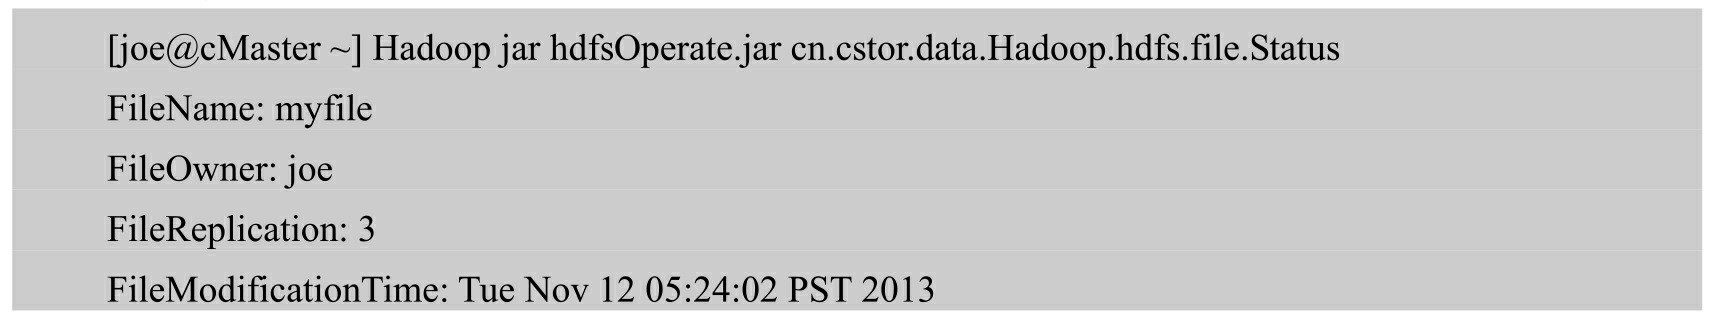 [joe@cMaster ~] Hadoop jar hdfsOperate.jar cn.cstor.data.Hadoop.hdfs.file.Status
FileName: myfile
FileOwner: joe
FileReplication: 3
FileModificationTime: Tue Nov 12 05:24:02 PST 2013